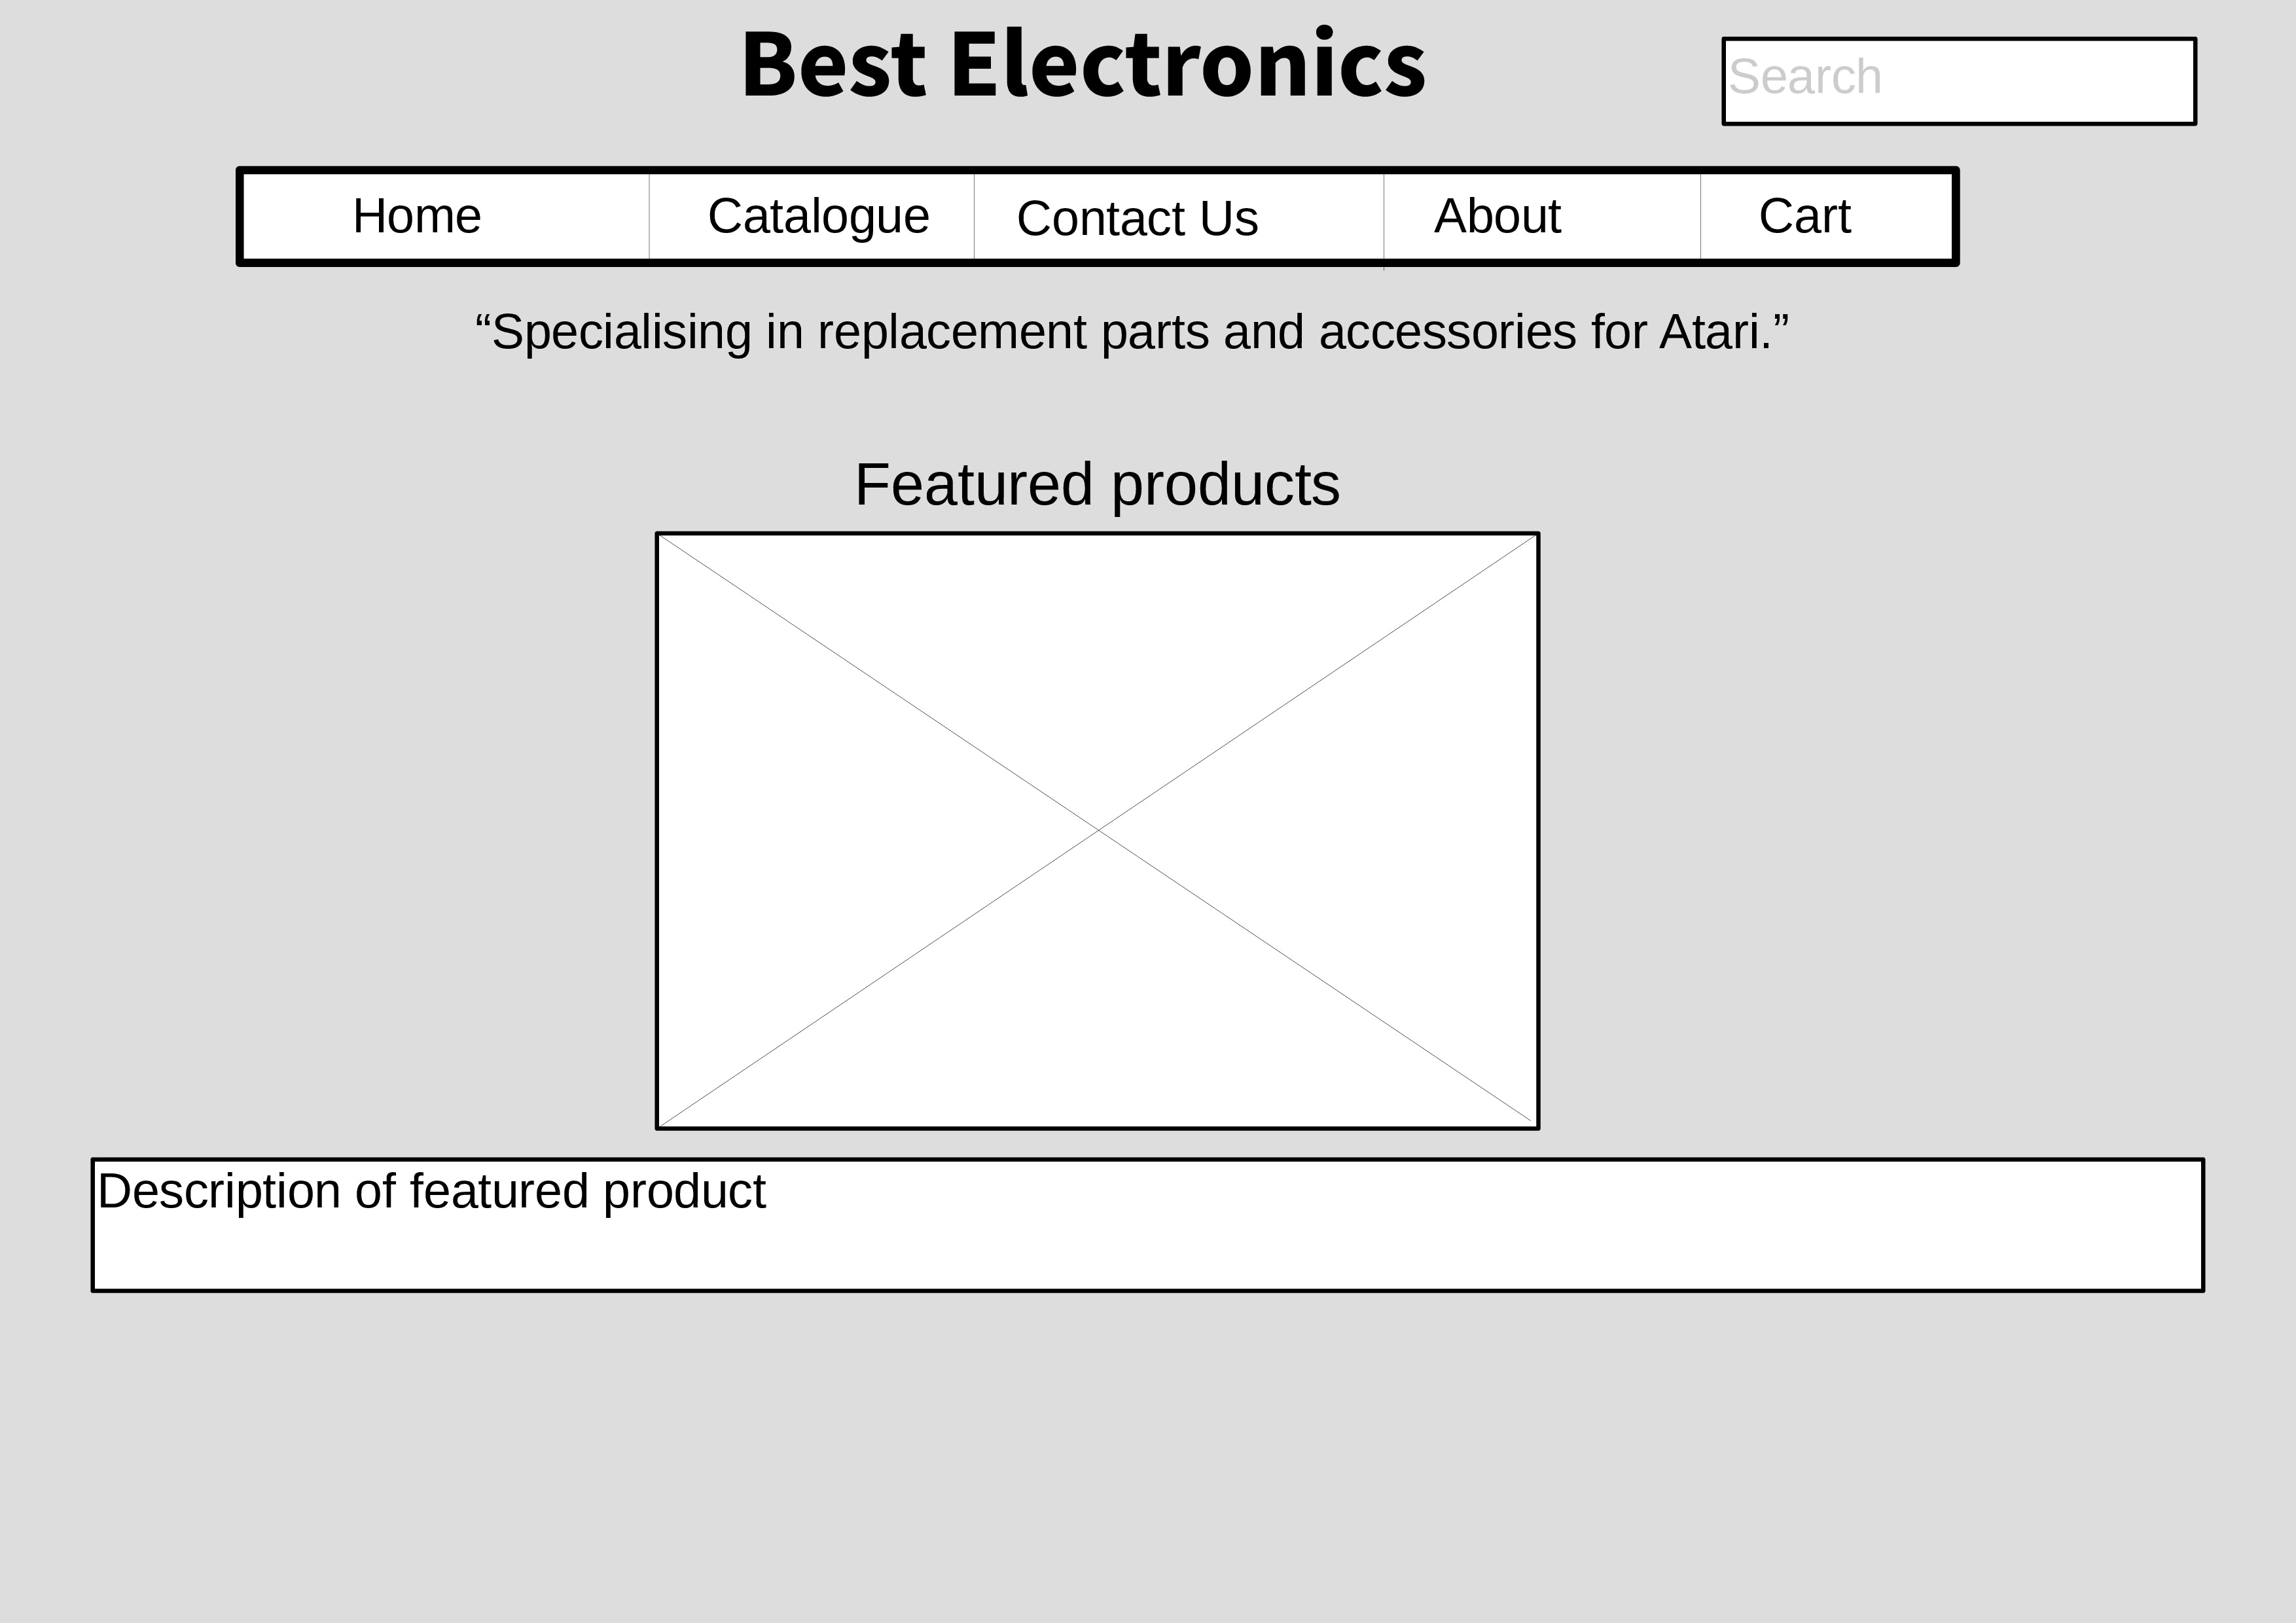 Best Electronics
Search
Home Catalogue Contact Us About Cart
“Specialising in replacement parts and accessories for Atari.”
Featured products
Description of featured product